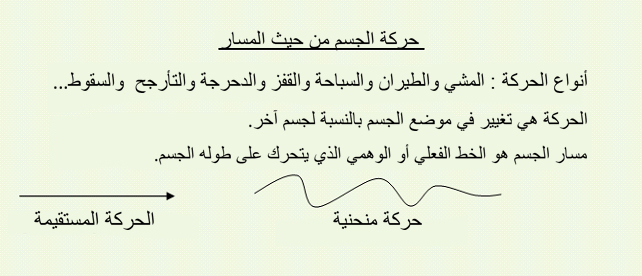 حركة الجسم من حيث المسار
أنواع الحركة : المشي والطيران والسباحة والقفز والدحرجة والتأرجح والسقوط...
الحركة هي تغيير في موضع الجسم بالنسبة لجسم آخر.
مسار الجسم هو الخط الفعلي أو الوهمي الذي يتحرك على طوله الجسم.
حركة منحنية
الحركة المستقيمة